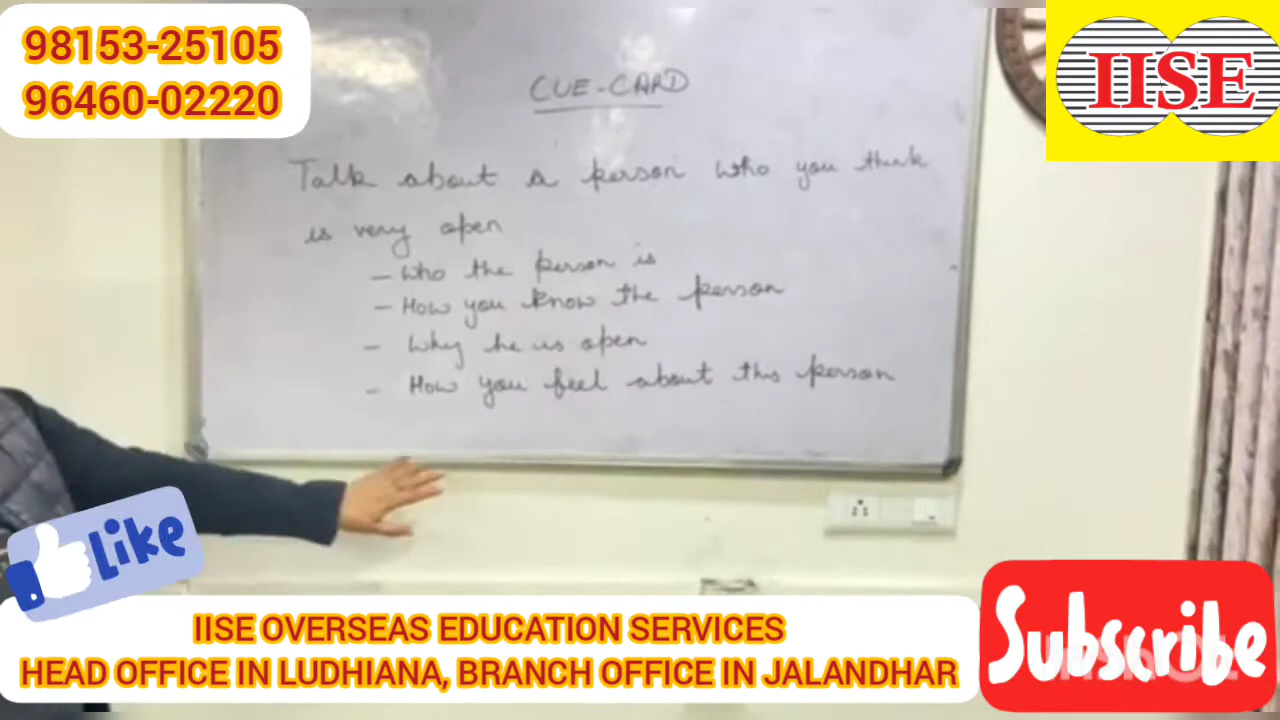 98153-25105
96460-02220
IISE
CUE-CARD
Talk about a person who you think
is very open
- Who the person is
- How you know the person
- Why he is open
- How you feel about this person
Like
Subscribe
IISE OVERSEAS EDUCATION SERVICES
HEAD OFFICE IN LUDHIANA, BRANCH OFFICE IN JALANDHAR